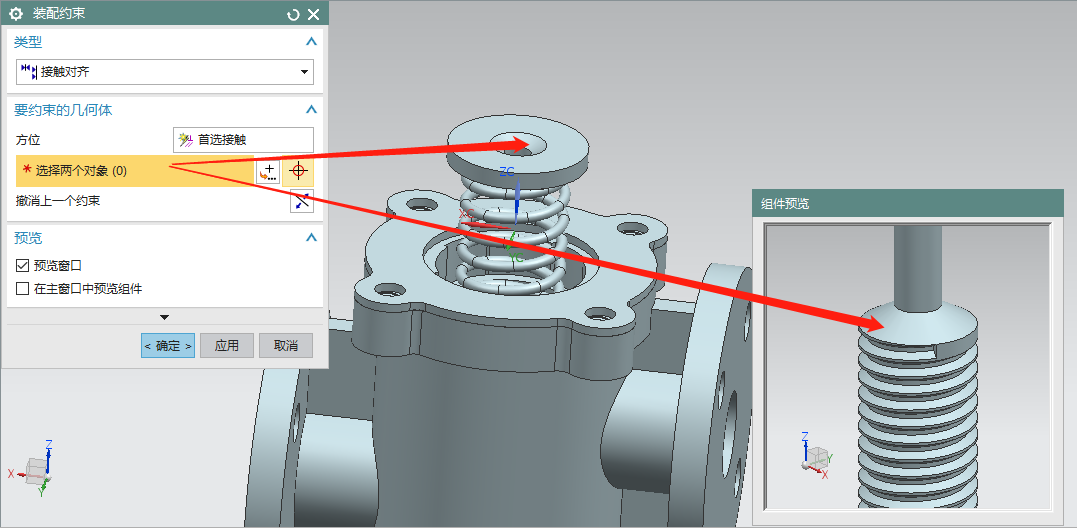 装配约束
类型
接触对齐
要约束的几何体
方位
首选接触
* 选择两个对象 (0)
撤消上一个约束
预览
预览窗口
在主窗口中预览组件
< 确定 >
应用
取消
ZC
XC
YC
组件预览
Z
X
Y
Z
Y
X